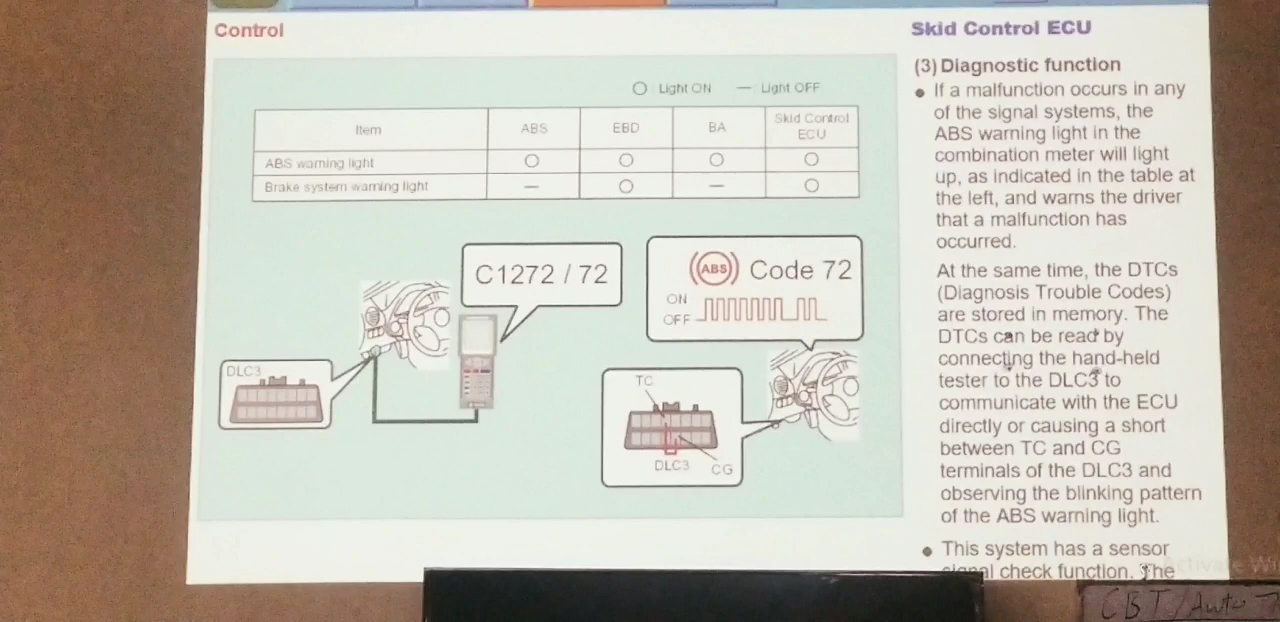 Control
Skid Control ECU
○ Light ON — Light OFF
Item ABS EBD BA Skid Control ECU
ABS warning light ○ ○ ○ ○
Brake system warning light — ○ — ○
C1272 / 72
(ABS) Code 72
ON
OFF
DLC3
TC
DLC3
CG
(3) Diagnostic function
● If a malfunction occurs in any
of the signal systems, the
ABS warning light in the
combination meter will light
up, as indicated in the table at
the left, and warns the driver
that a malfunction has
occurred.
At the same time, the DTCs
(Diagnosis Trouble Codes)
are stored in memory. The
DTCs can be read by
connecting the hand-held
tester to the DLC3 to
communicate with the ECU
directly or causing a short
between TC and CG
terminals of the DLC3 and
observing the blinking pattern
of the ABS warning light.
● This system has a sensor
signal check function. The
Activate Wi
CBT/Auto